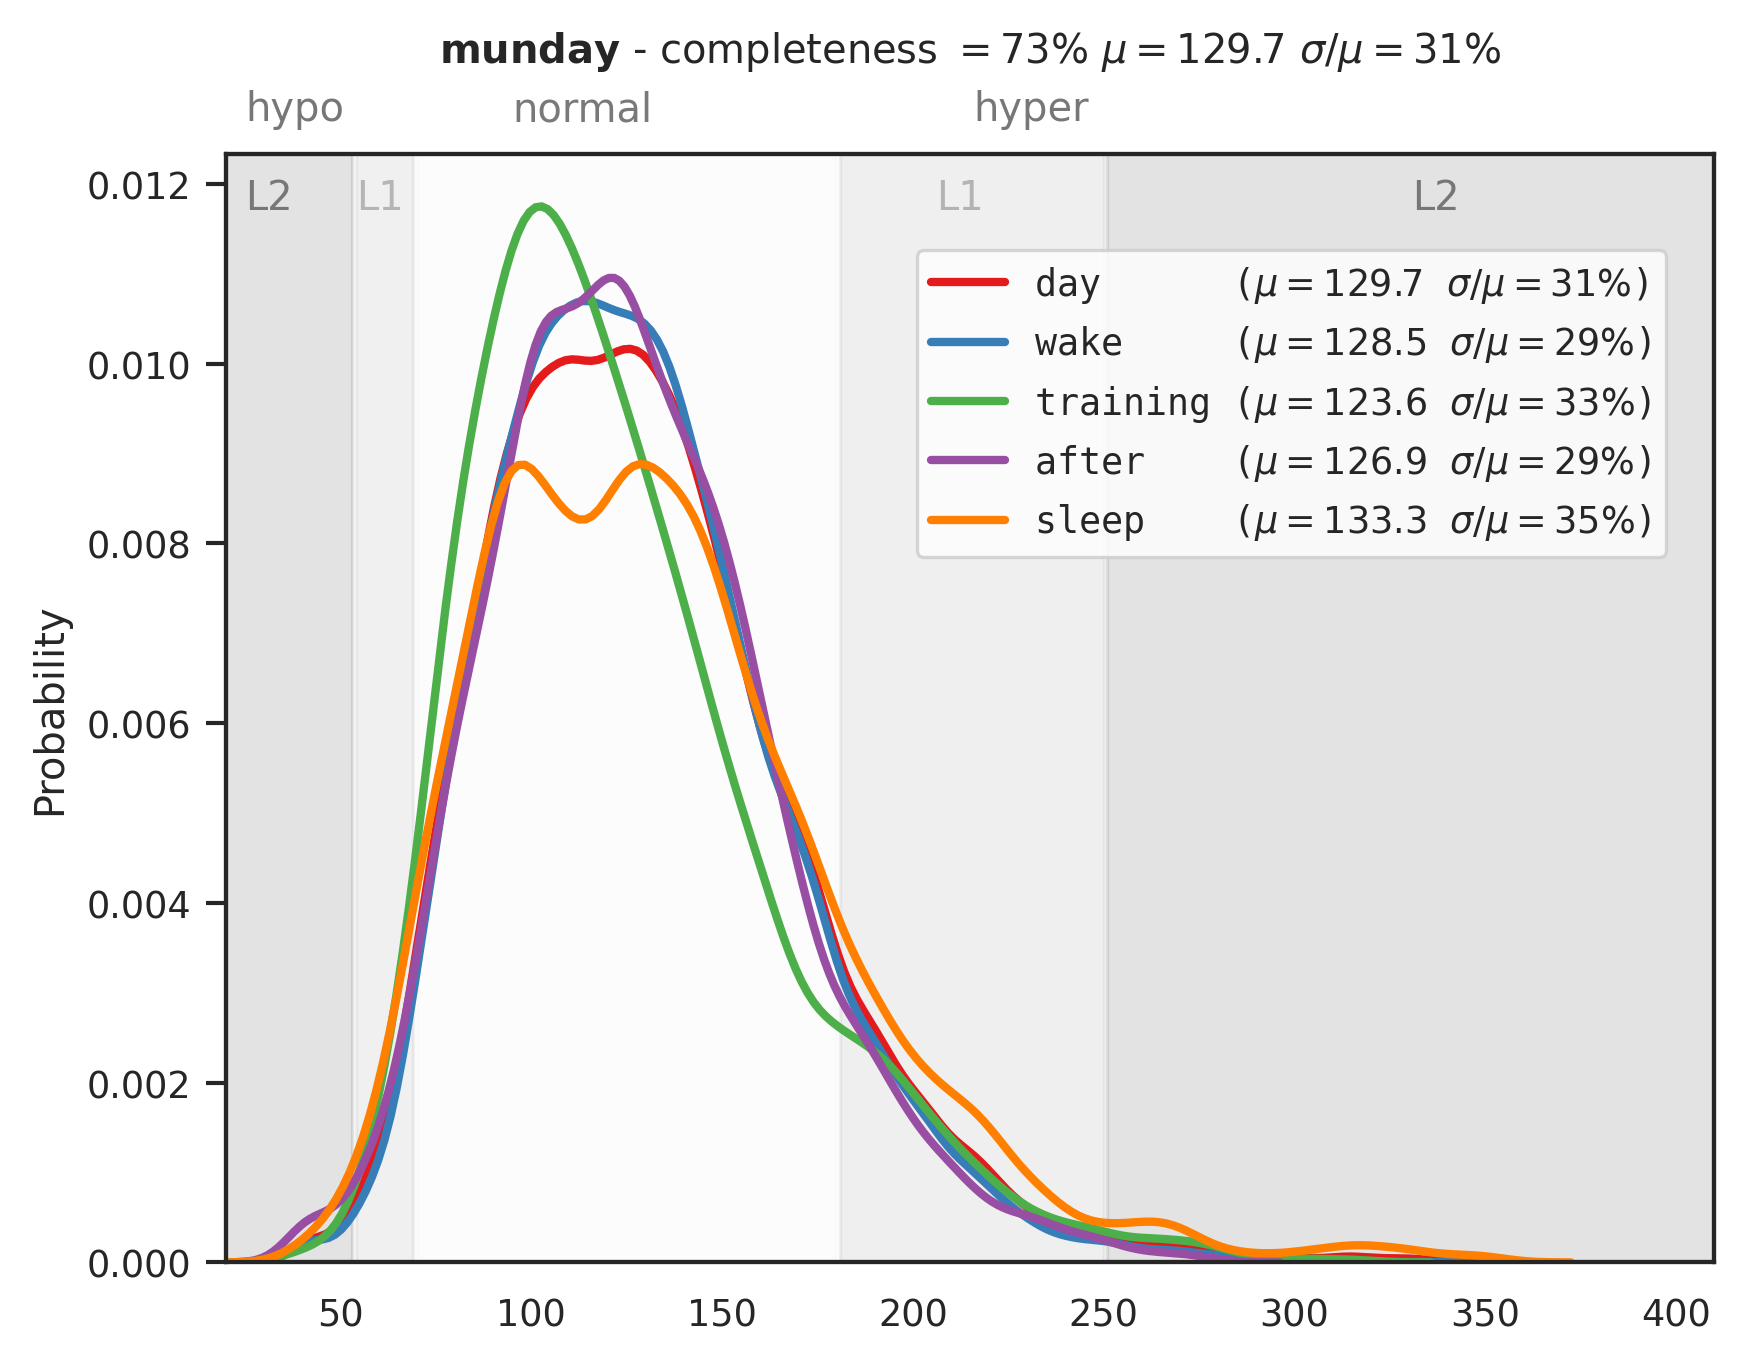 munday - completeness = 73% μ = 129.7 σ/μ = 31%
hypo normal hyper
L2 L1 L1 L2
0.012
0.010
0.008
0.006
0.004
0.002
0.000
Probability
day (μ = 129.7 σ/μ = 31%)
wake (μ = 128.5 σ/μ = 29%)
training (μ = 123.6 σ/μ = 33%)
after (μ = 126.9 σ/μ = 29%)
sleep (μ = 133.3 σ/μ = 35%)
50 100 150 200 250 300 350 400